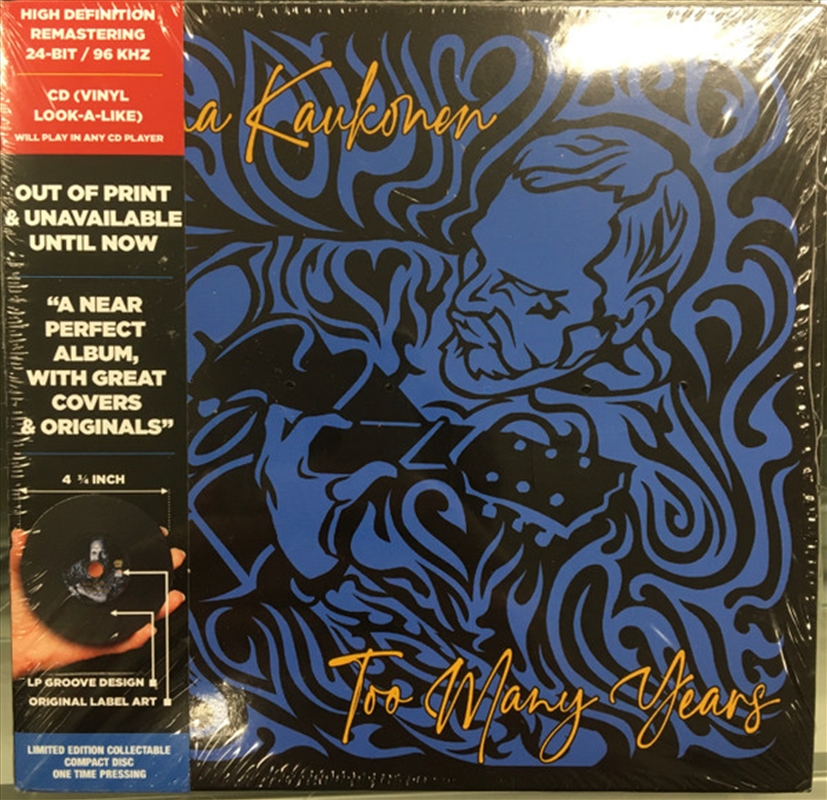 HIGH DEFINITION
REMASTERING
24-BIT / 96 KHZ
CD (VINYL
LOOK-A-LIKE)
WILL PLAY IN ANY CD PLAYER
OUT OF PRINT
& UNAVAILABLE
UNTIL NOW
“A NEAR
PERFECT
ALBUM,
WITH GREAT
COVERS
& ORIGINALS”
4 ¾ INCH
LP GROOVE DESIGN
ORIGINAL LABEL ART
LIMITED EDITION COLLECTABLE
COMPACT DISC
ONE TIME PRESSING
na Kaukonen
Too Many Years